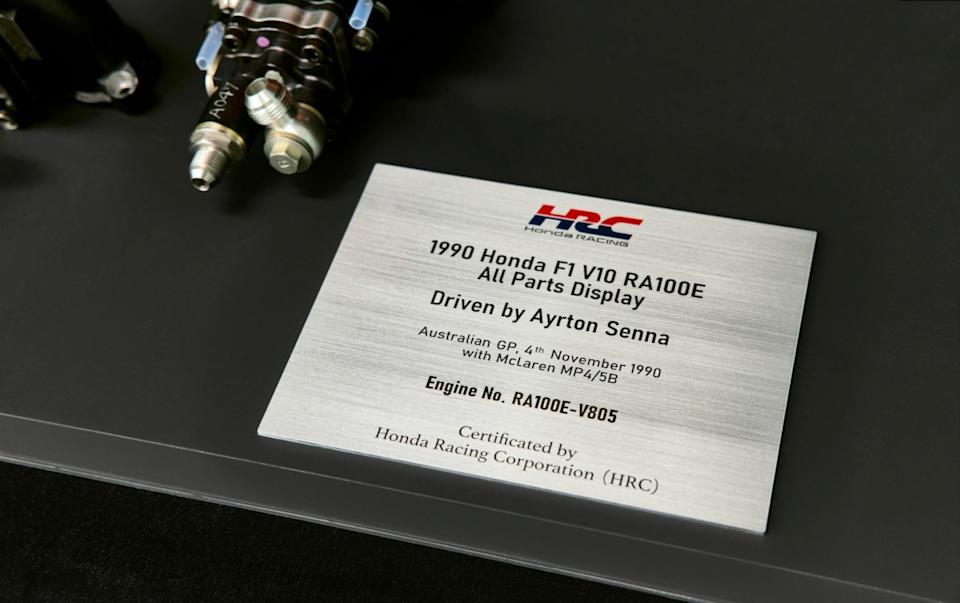 A047
HRC
Honda RACING
1990 Honda F1 V10 RA100E
All Parts Display
Driven by Ayrton Senna
Australian GP, 4th November 1990
with McLaren MP4/5B
Engine No. RA100E-V805
Certificated by
Honda Racing Corporation (HRC)